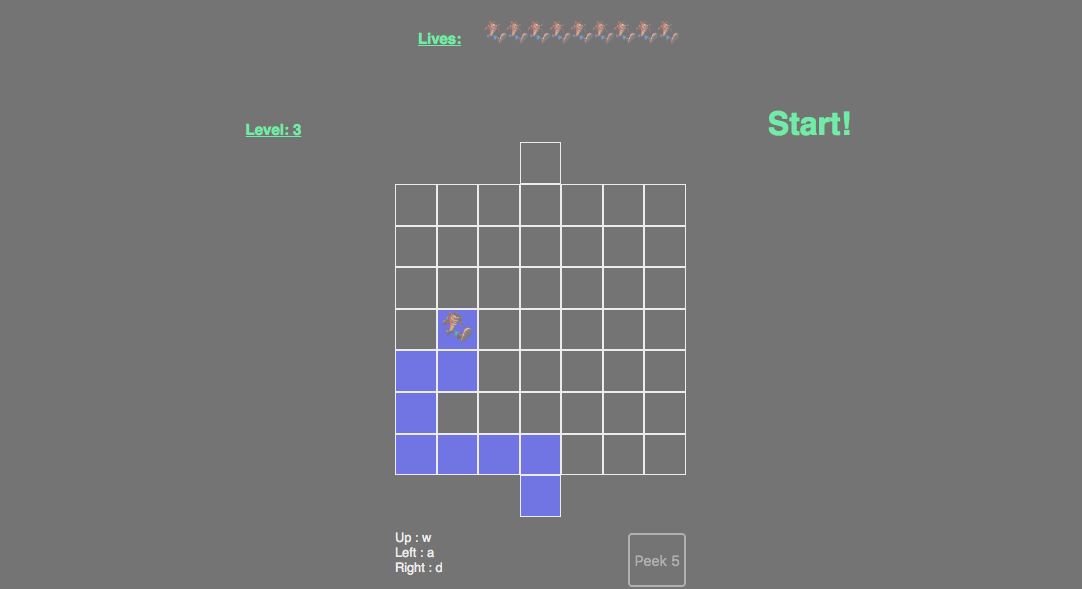 Lives:
Level: 3
Start!
Up : w
Left : a
Right : d
Peek 5